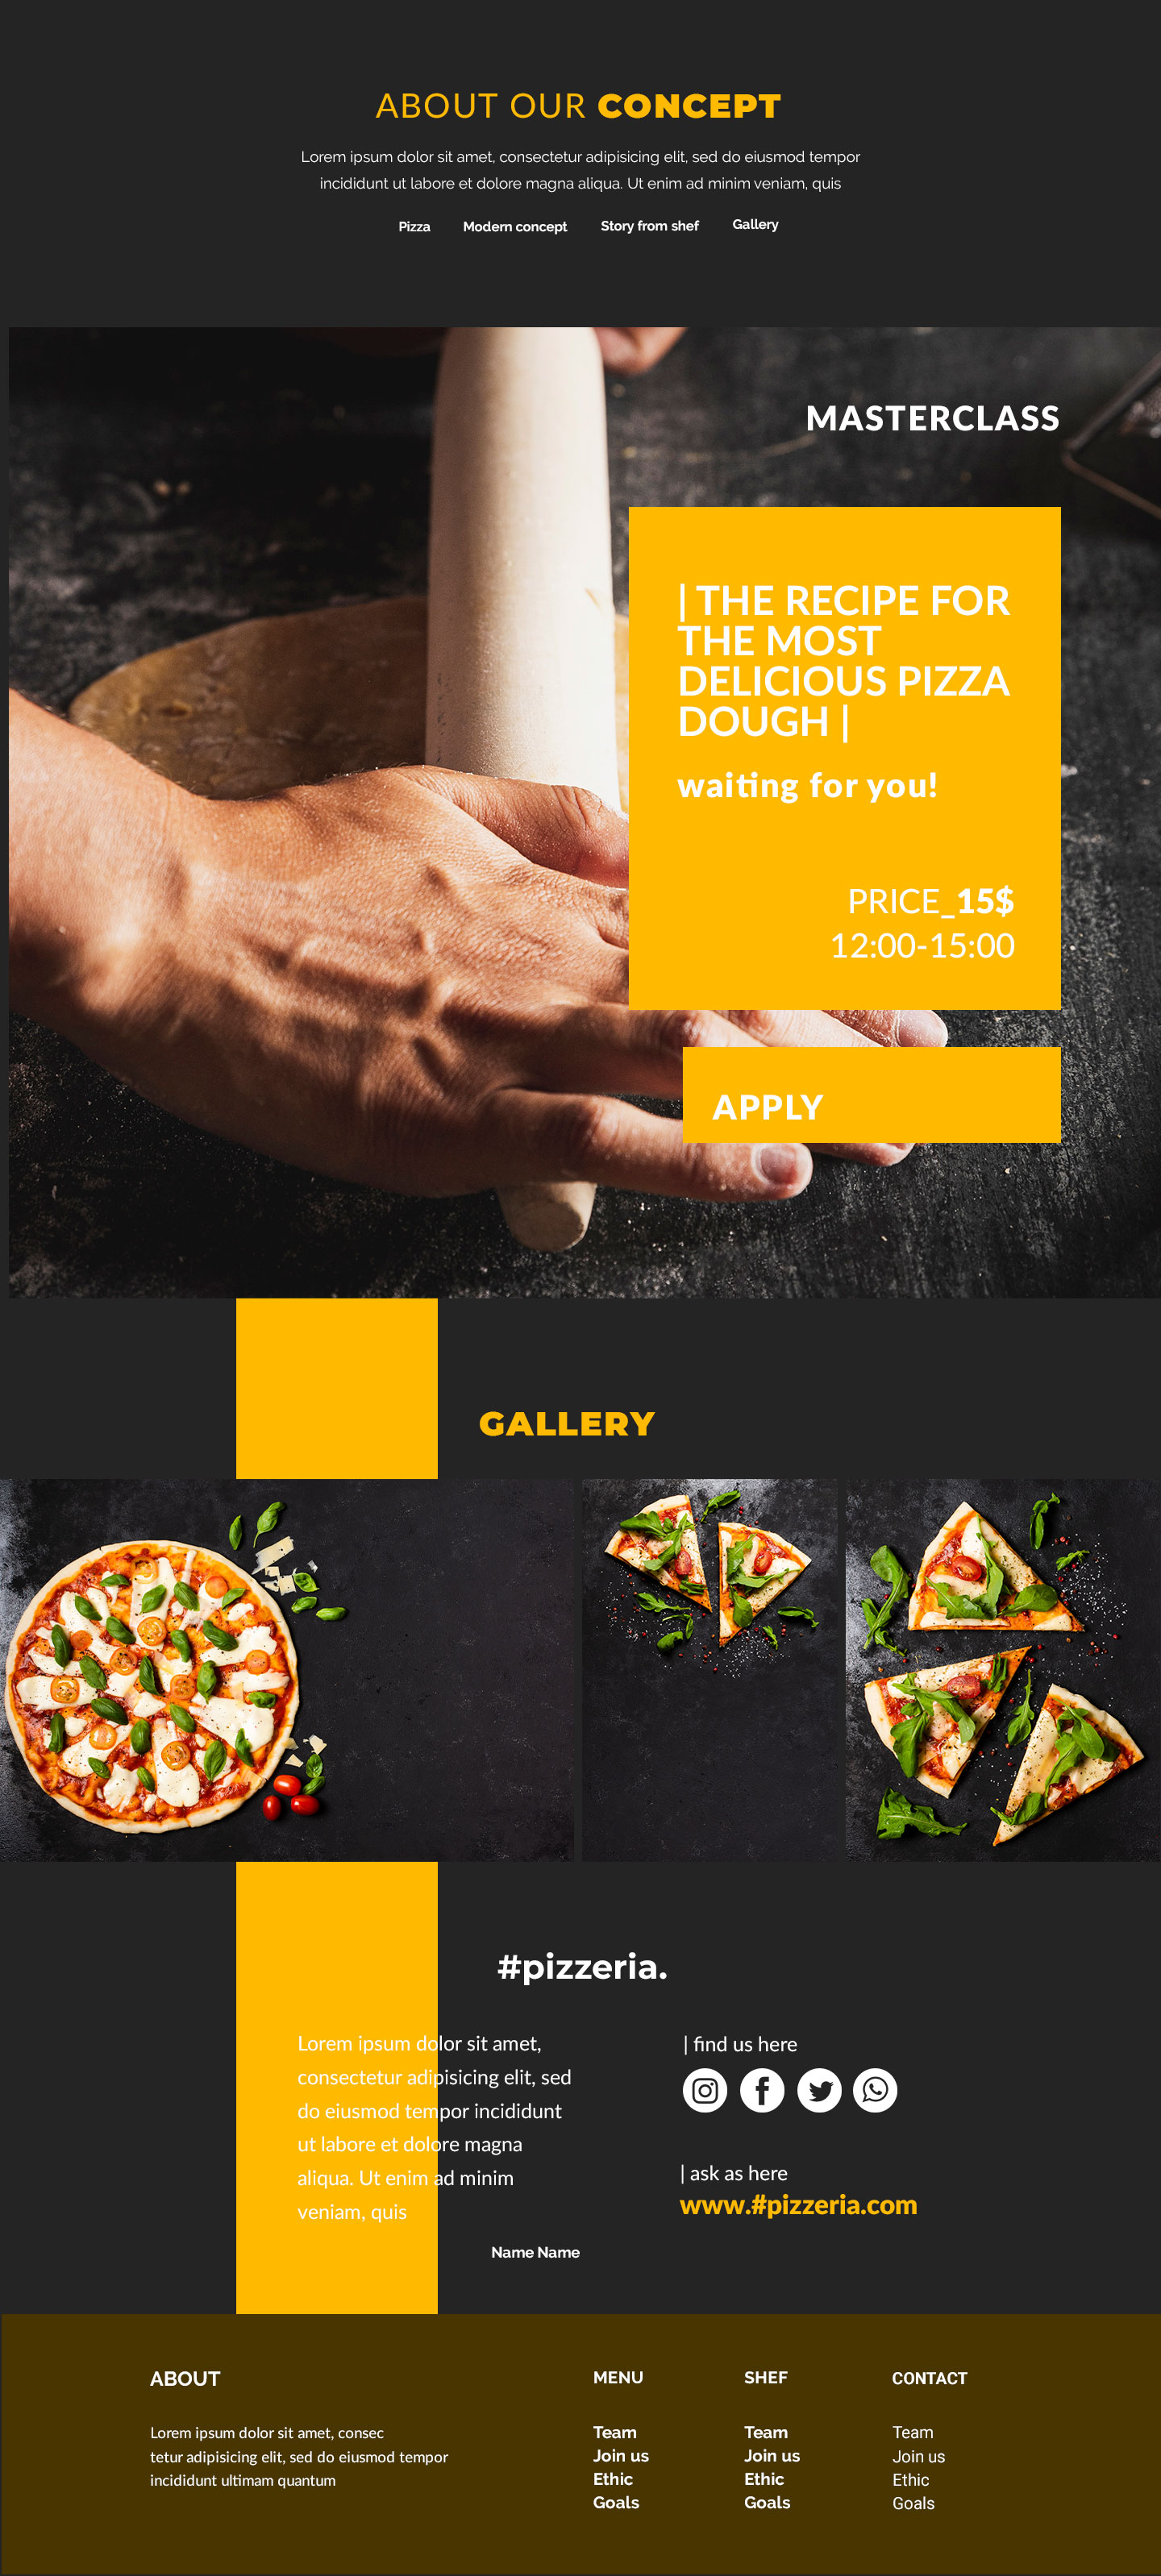 ABOUT OUR CONCEPT
Lorem ipsum dolor sit amet, consectetur adipisicing elit, sed do eiusmod tempor
incididunt ut labore et dolore magna aliqua. Ut enim ad minim veniam, quis
Pizza Modern concept Story from shef Gallery
MASTERCLASS
| THE RECIPE FOR
THE MOST
DELICIOUS PIZZA
DOUGH |
waiting for you!
PRICE_15$
12:00-15:00
APPLY
GALLERY
#pizzeria.
Lorem ipsum dolor sit amet,
consectetur adipisicing elit, sed
do eiusmod tempor incididunt
ut labore et dolore magna
aliqua. Ut enim ad minim
veniam, quis
Name Name
| find us here
| ask as here
www.#pizzeria.com
ABOUT
Lorem ipsum dolor sit amet, consec
tetur adipisicing elit, sed do eiusmod tempor
incididunt ultimam quantum
MENU
Team
Join us
Ethic
Goals
SHEF
Team
Join us
Ethic
Goals
CONTACT
Team
Join us
Ethic
Goals